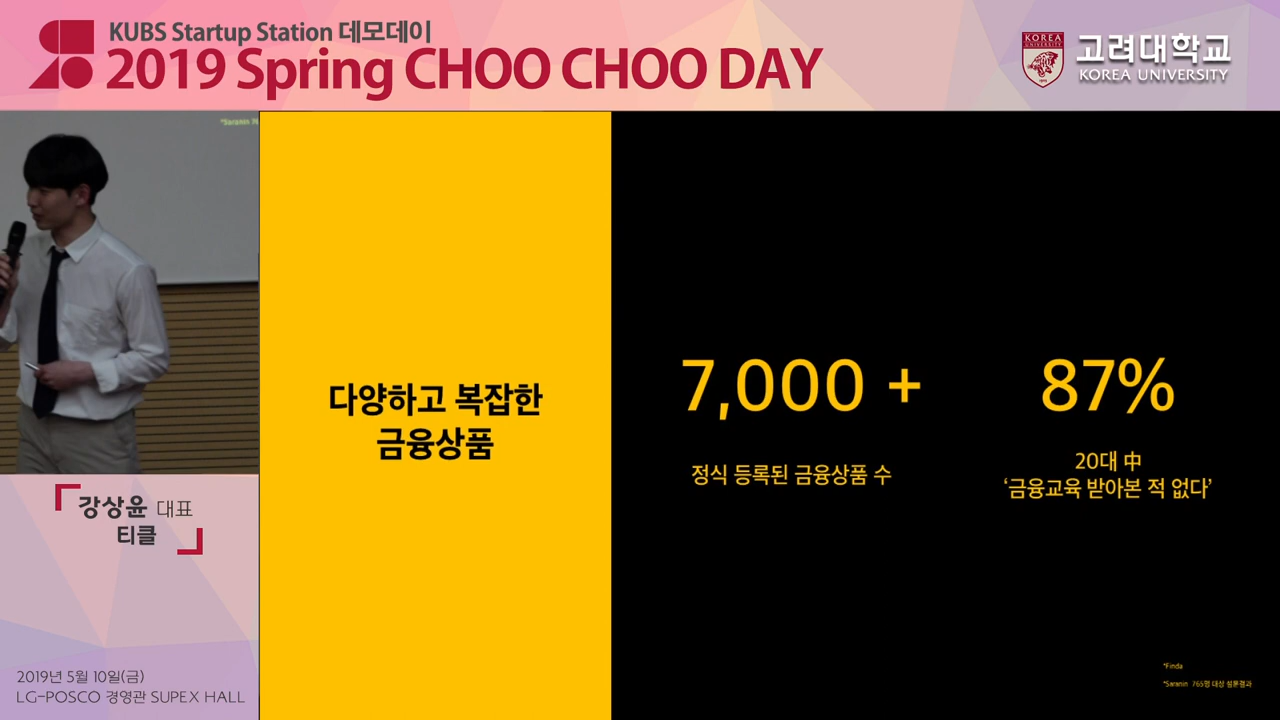 KUBS Startup Station 데모데이
2019 Spring CHOO CHOO DAY
KOREA
UNIVERSITY
고려대학교
KOREA UNIVERSITY
*Saramin 76
다양하고 복잡한
금융상품
7,000 +
정식 등록된 금융상품 수
87%
20대 中
‘금융교육 받아본 적 없다’
*Finda
*Saramin 765명 대상 설문결과
강상윤 대표
티클
2019년 5월 10일(금)
LG-POSCO 경영관 SUPEX HALL